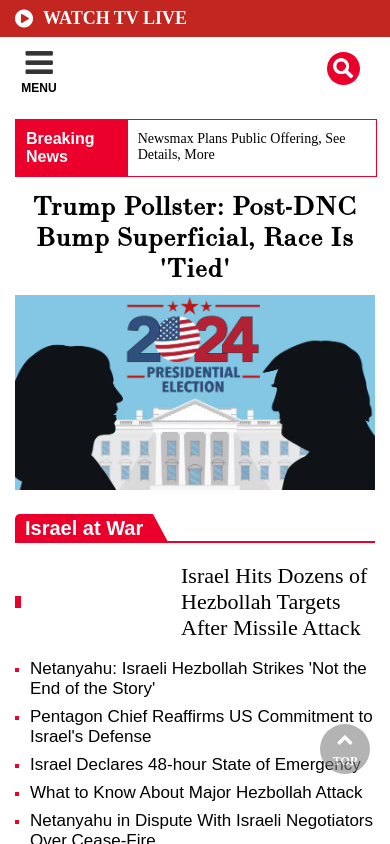 WATCH TV LIVE
MENU
Breaking
News
Newsmax Plans Public Offering, See
Details, More
Trump Pollster: Post-DNC
Bump Superficial, Race Is
'Tied'
2024
PRESIDENTIAL
ELECTION
Israel at War
Israel Hits Dozens of
Hezbollah Targets
After Missile Attack
Netanyahu: Israeli Hezbollah Strikes 'Not the
End of the Story'
Pentagon Chief Reaffirms US Commitment to
Israel's Defense
Israel Declares 48-hour State of Emergency
TOP
What to Know About Major Hezbollah Attack
Netanyahu in Dispute With Israeli Negotiators
Over Cease-Fire